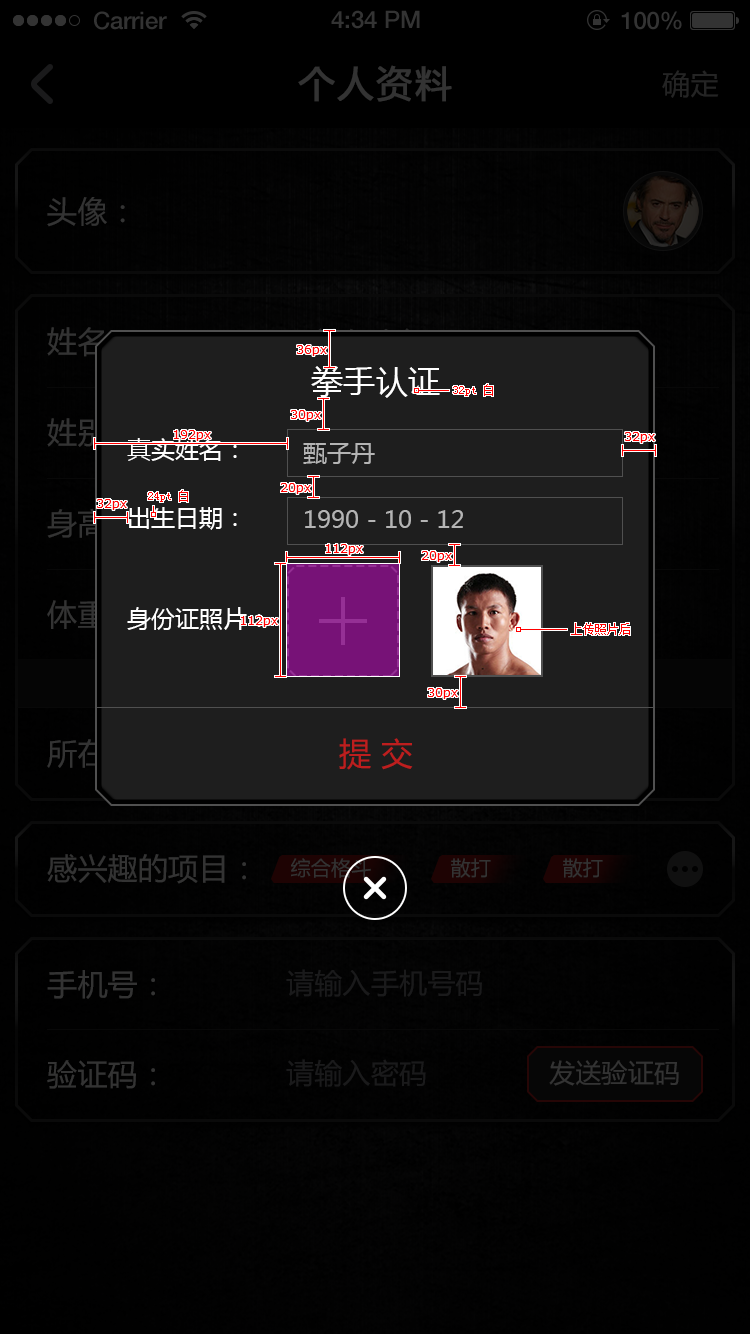 Carrier 4:34 PM 100%
个人资料 确定
头像：
姓名
36px
拳手认证 32pt 白
30px
姓别
192px 32px
真实姓名： 甄子丹
20px
32px 24pt 白
身高 出生日期： 1990 - 10 - 12
112px 20px
体重 身份证照片 112px 上传照片后
30px
所在 提 交
感兴趣的项目： 综合格斗 散打 散打
手机号： 请输入手机号码
验证码： 请输入密码 发送验证码